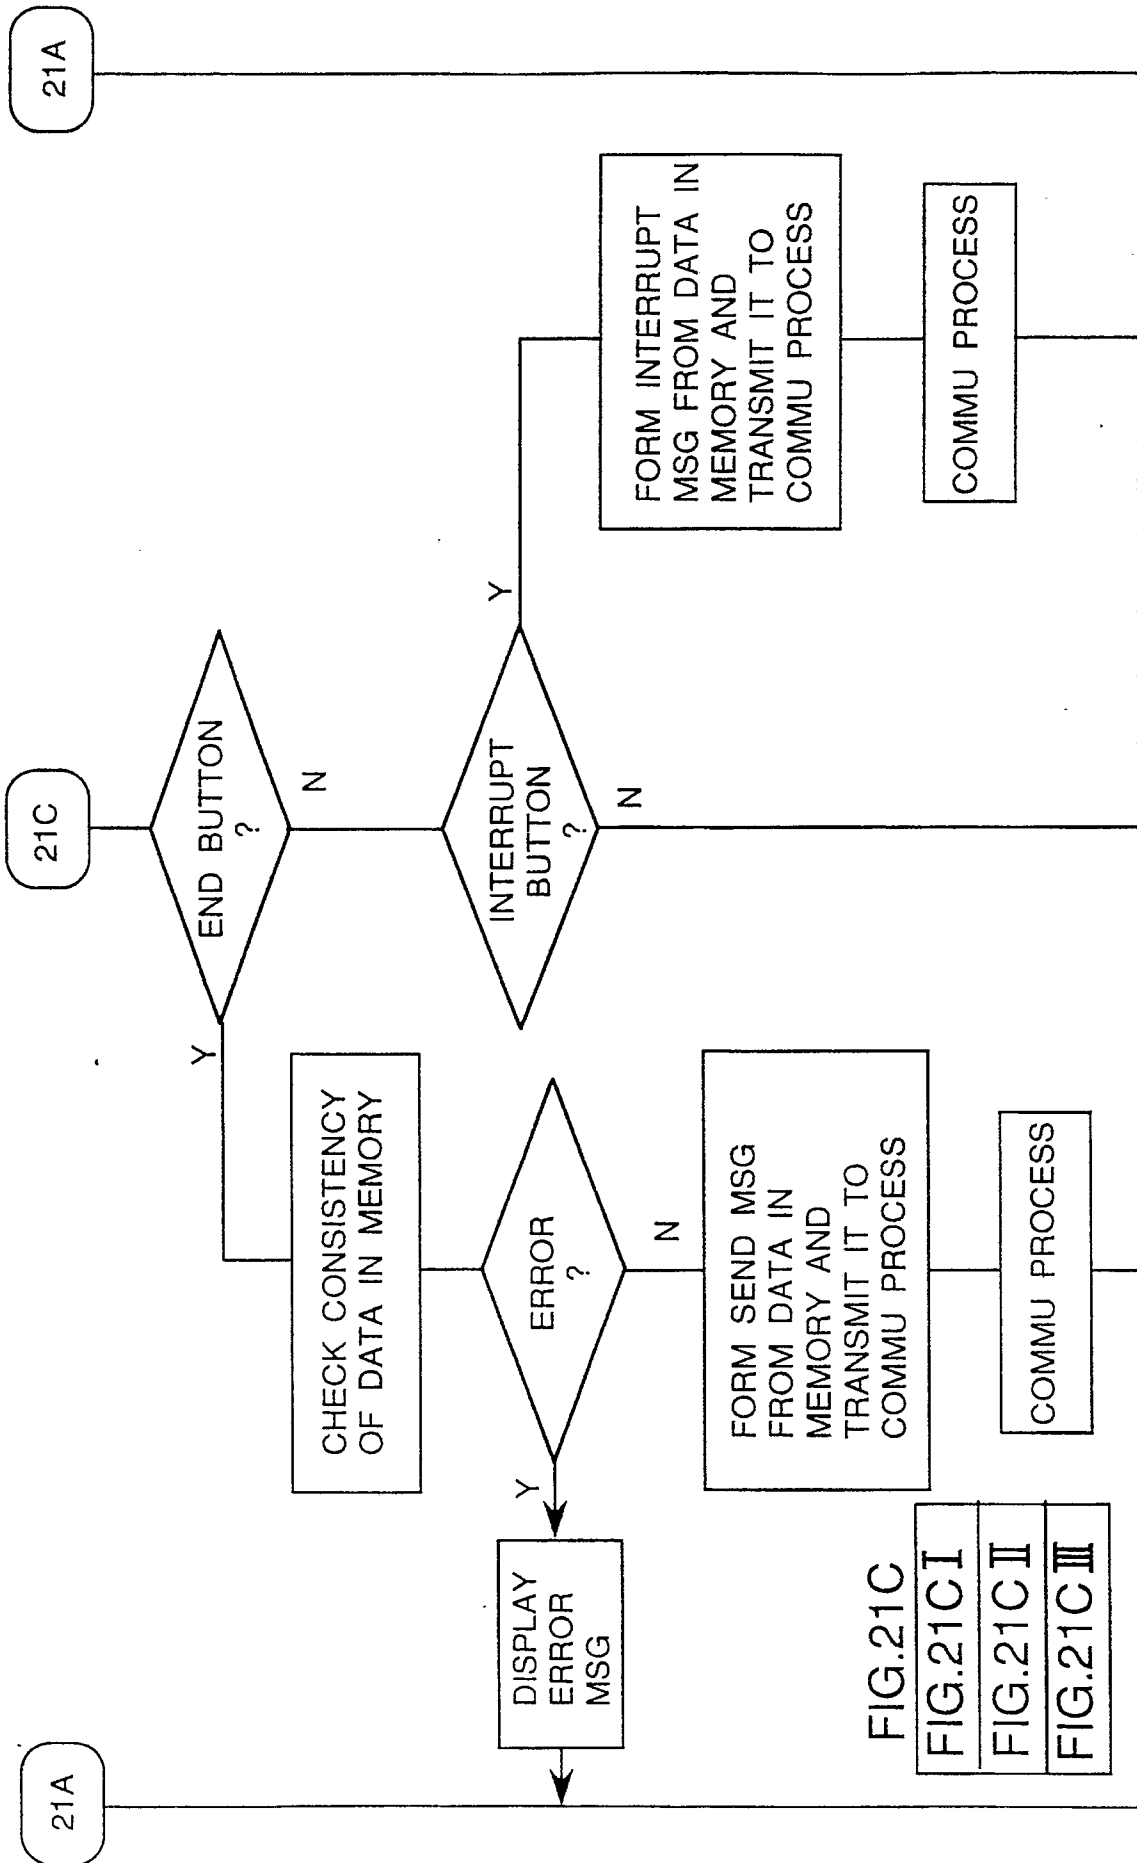 21A
21C
21A
END BUTTON
?
Y
N
CHECK CONSISTENCY
OF DATA IN MEMORY
INTERRUPT
BUTTON
?
Y
N
ERROR
?
Y
N
DISPLAY
ERROR
MSG
FORM INTERRUPT
MSG FROM DATA IN
MEMORY AND
TRANSMIT IT TO
COMMU PROCESS
FORM SEND MSG
FROM DATA IN
MEMORY AND
TRANSMIT IT TO
COMMU PROCESS
COMMU PROCESS
COMMU PROCESS
FIG.21C
FIG.21C I
FIG.21C II
FIG.21C III